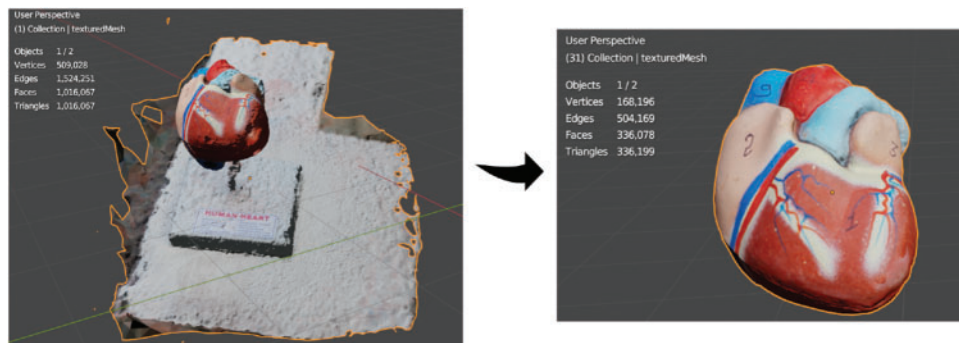 User Perspective
(1) Collection | texturedMesh
Objects 1 / 2
Vertices 509,028
Edges 1,524,251
Faces 1,016,067
Triangles 1,016,067
HUMAN HEART
User Perspective
(31) Collection | texturedMesh
Objects 1 / 2
Vertices 168,196
Edges 504,169
Faces 336,078
Triangles 336,199